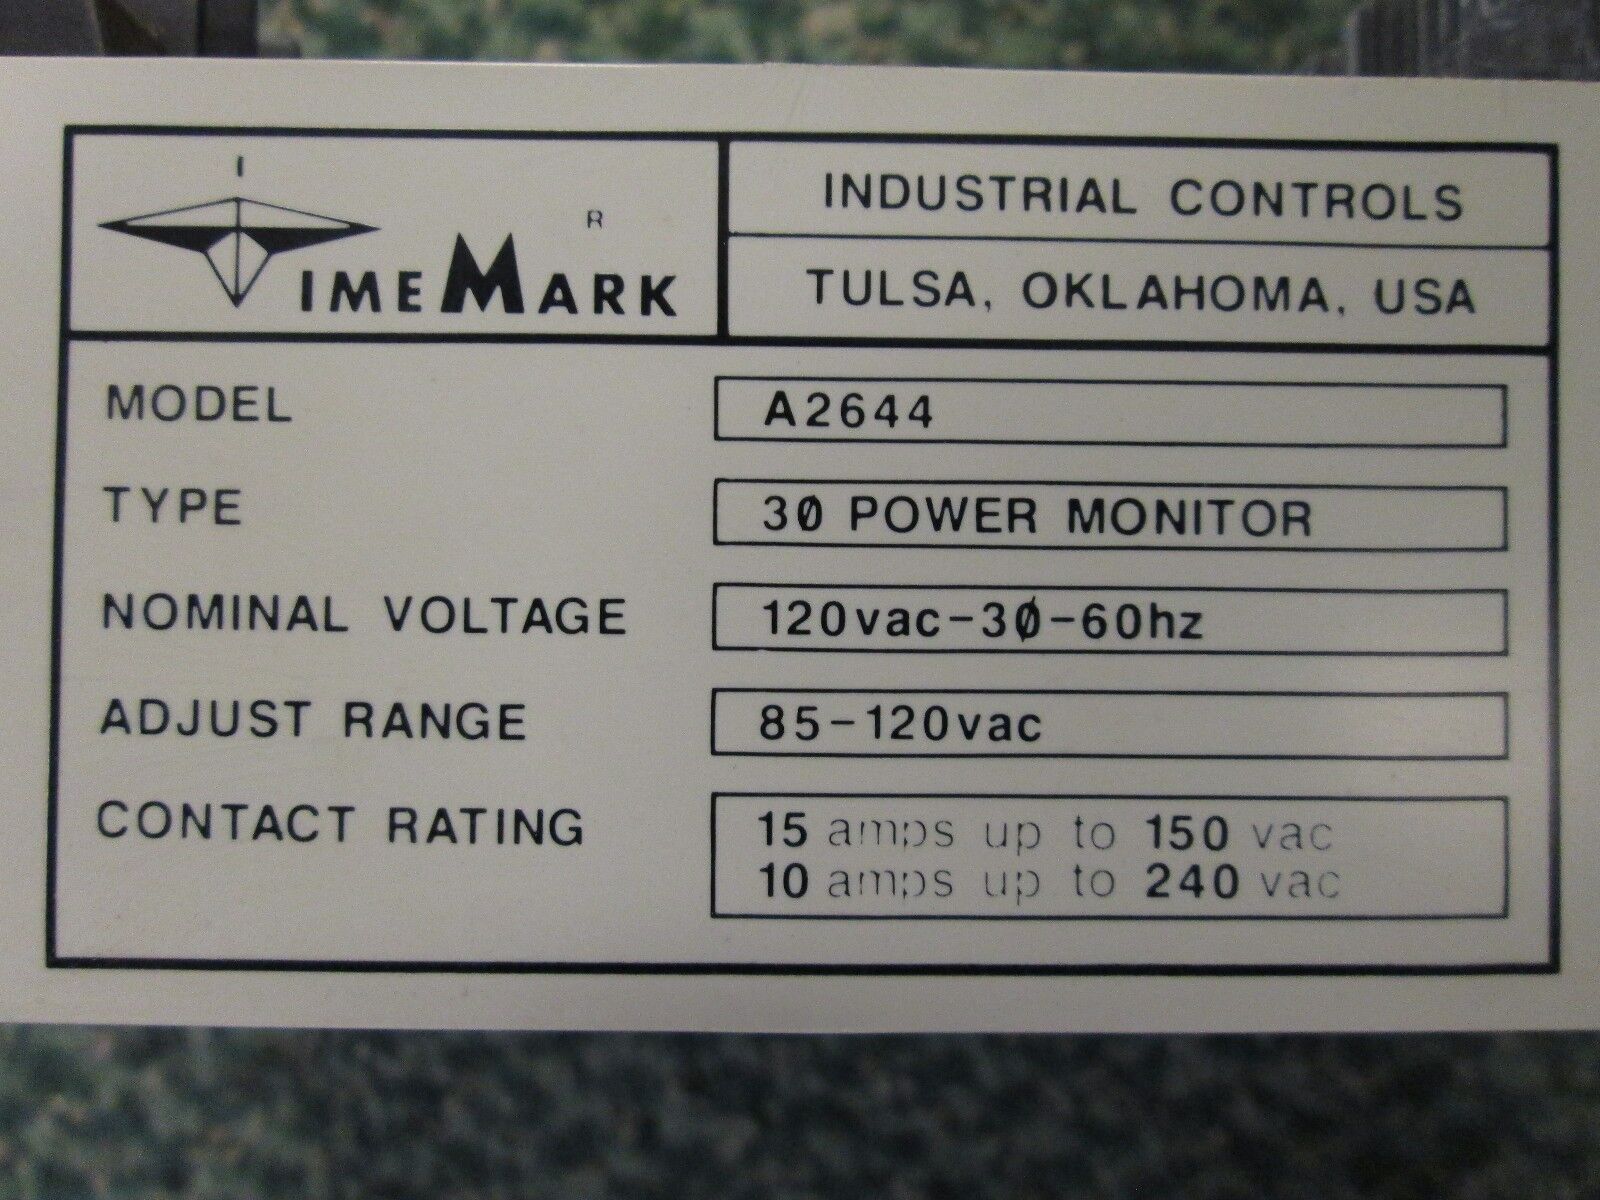 TIMEMARK
R
INDUSTRIAL CONTROLS
TULSA, OKLAHOMA, USA
MODEL A2644
TYPE 3Ø POWER MONITOR
NOMINAL VOLTAGE 120vac-3Ø-60hz
ADJUST RANGE 85-120vac
CONTACT RATING 15 amps up to 150 vac
10 amps up to 240 vac